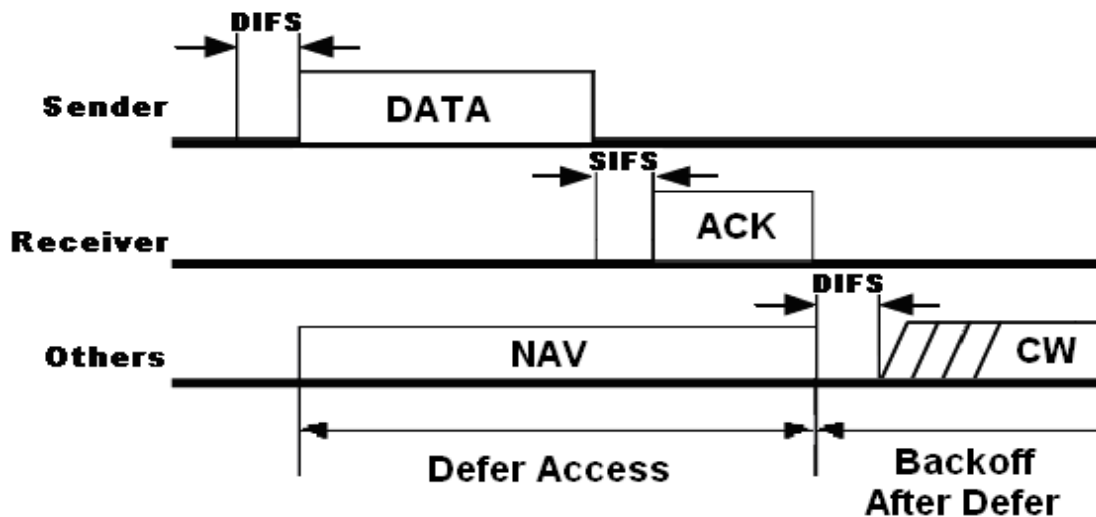 DIFS
Sender
DATA
SIFS
Receiver
ACK
DIFS
Others
NAV
CW
Defer Access
Backoff
After Defer